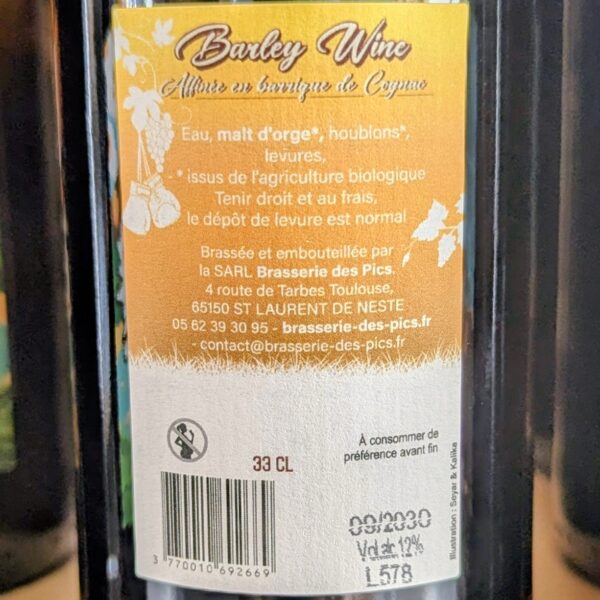 Barley Wine
Affinée en barrique de Cognac
Eau, malt d'orge*, houblons*,
levures,
- * issus de l'agriculture biologique
Tenir droit et au frais,
le dépôt de levure est normal
Brassée et embouteillée par
la SARL Brasserie des Pics.
4 route de Tarbes Toulouse,
65150 ST LAURENT DE NESTE
05 62 39 30 95 - brasserie-des-pics.fr
- contact@brasserie-des-pics.fr
33 CL
À consommer de
préférence avant fin
09/2030
Vol alc 12%
L578
3 770010 692669
Illustration : Seyar & Kalika